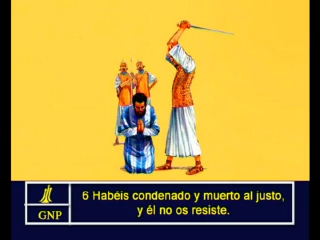 6 Habéis condenado y muerto al justo,
y él no os resiste.
GNP